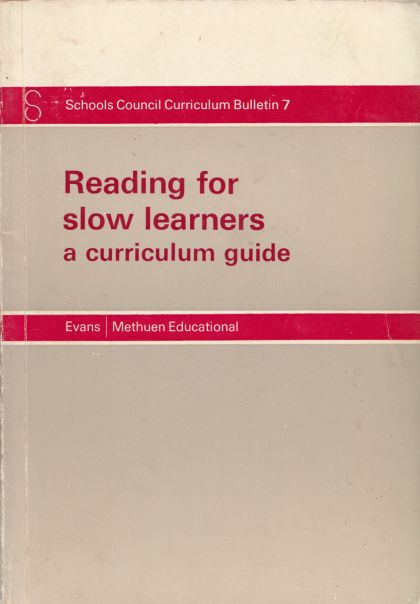 Schools Council Curriculum Bulletin 7
Reading for
slow learners
a curriculum guide
Evans | Methuen Educational